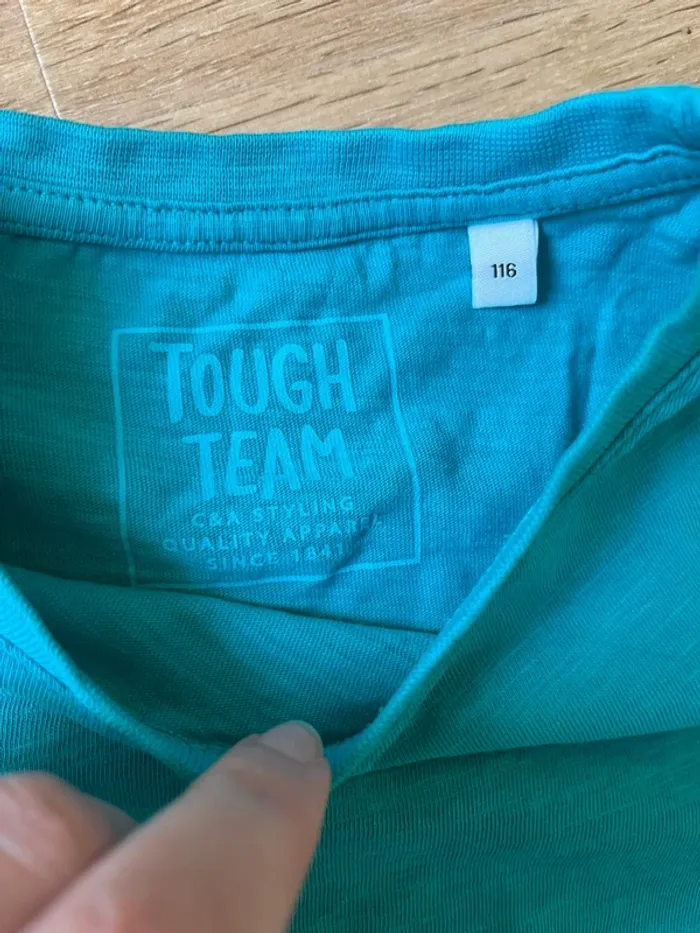 116
TOUGH
TEAM
C&A STYLING
QUALITY APPAREL
SINCE 1841